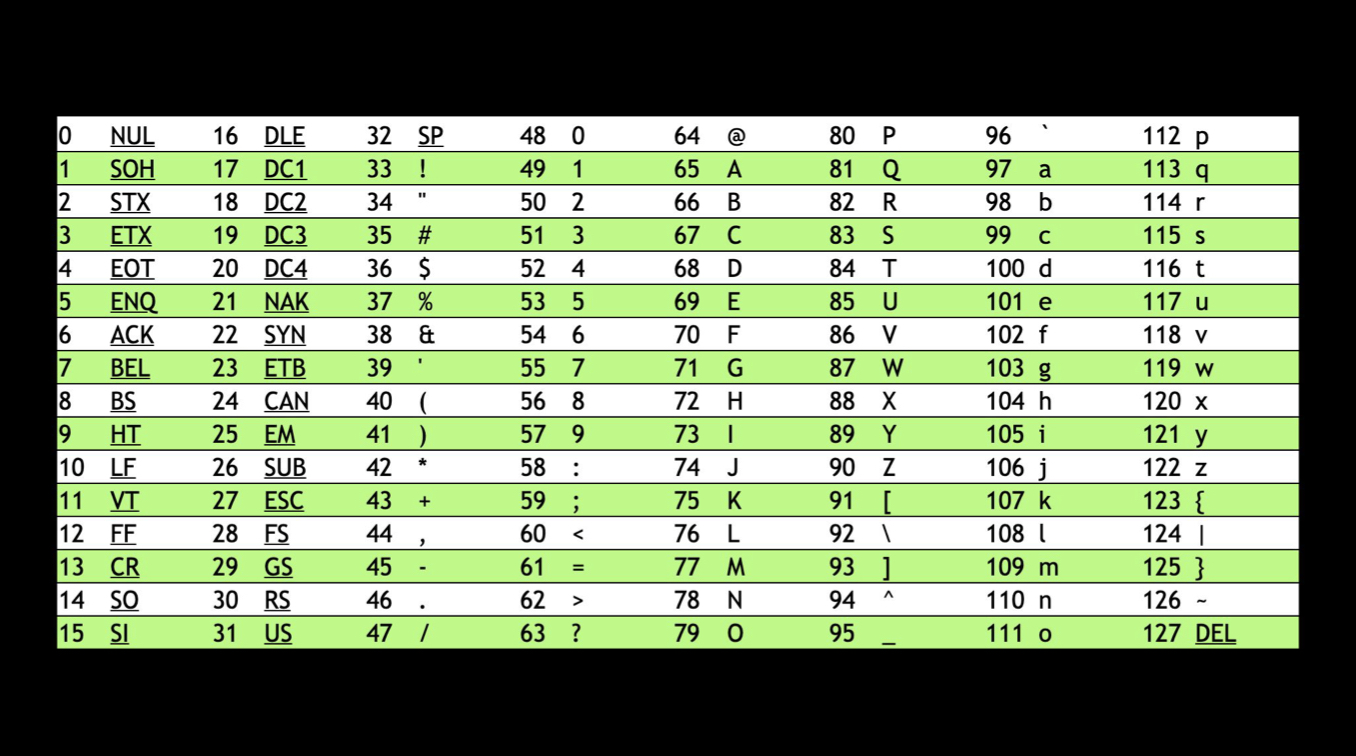 0 NUL 16 DLE 32 SP 48 0 64 @ 80 P 96 ` 112 p
1 SOH 17 DC1 33 ! 49 1 65 A 81 Q 97 a 113 q
2 STX 18 DC2 34 " 50 2 66 B 82 R 98 b 114 r
3 ETX 19 DC3 35 # 51 3 67 C 83 S 99 c 115 s
4 EOT 20 DC4 36 $ 52 4 68 D 84 T 100 d 116 t
5 ENQ 21 NAK 37 % 53 5 69 E 85 U 101 e 117 u
6 ACK 22 SYN 38 & 54 6 70 F 86 V 102 f 118 v
7 BEL 23 ETB 39 ' 55 7 71 G 87 W 103 g 119 w
8 BS 24 CAN 40 ( 56 8 72 H 88 X 104 h 120 x
9 HT 25 EM 41 ) 57 9 73 I 89 Y 105 i 121 y
10 LF 26 SUB 42 * 58 : 74 J 90 Z 106 j 122 z
11 VT 27 ESC 43 + 59 ; 75 K 91 [ 107 k 123 {
12 FF 28 FS 44 , 60 < 76 L 92 \ 108 l 124 |
13 CR 29 GS 45 - 61 = 77 M 93 ] 109 m 125 }
14 SO 30 RS 46 . 62 > 78 N 94 ^ 110 n 126 ~
15 SI 31 US 47 / 63 ? 79 O 95 _ 111 o 127 DEL